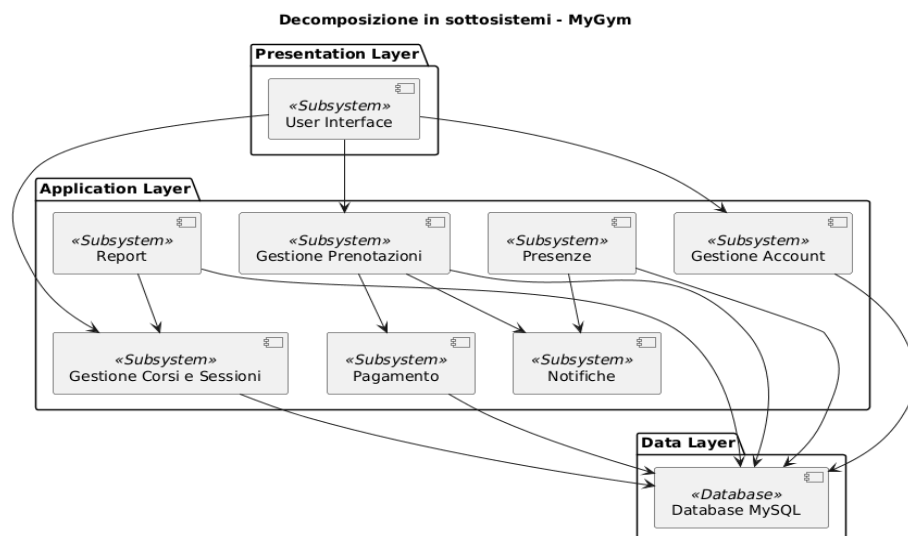 Decomposizione in sottosistemi - MyGym
Presentation Layer
«Subsystem»
User Interface
Application Layer
«Subsystem»
Report
«Subsystem»
Gestione Prenotazioni
«Subsystem»
Presenze
«Subsystem»
Gestione Account
«Subsystem»
Gestione Corsi e Sessioni
«Subsystem»
Pagamento
«Subsystem»
Notifiche
Data Layer
«Database»
Database MySQL